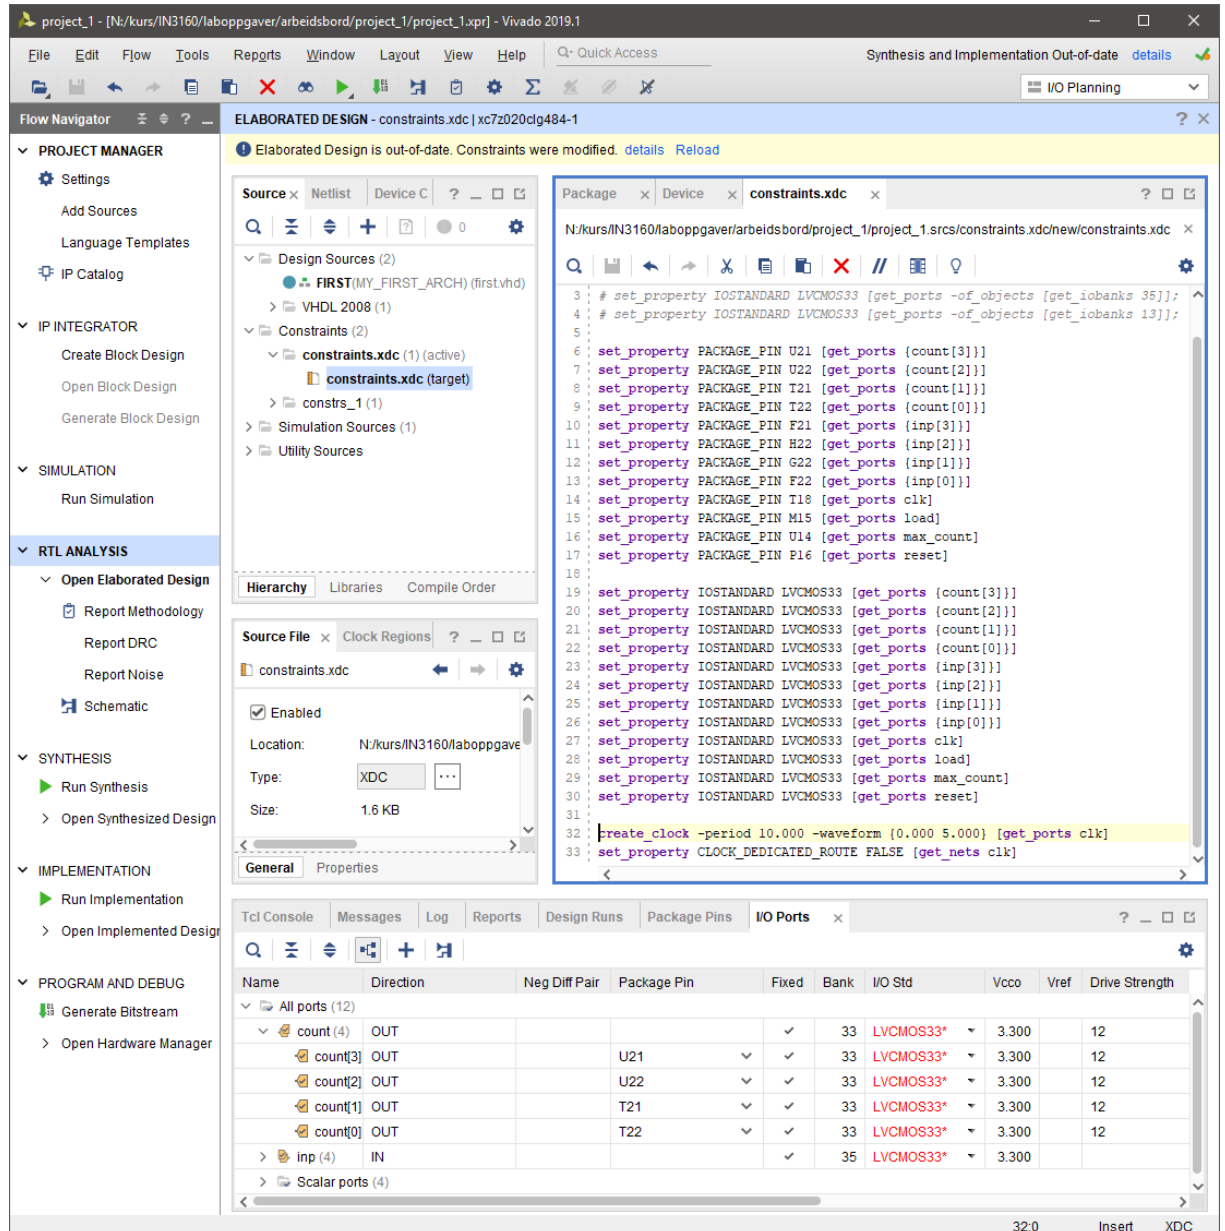 project_1 - [N:/kurs/IN3160/laboppgaver/arbeidsbord/project_1/project_1.xpr] - Vivado 2019.1
File Edit Flow Tools Reports Window Layout View Help Q- Quick Access Synthesis and Implementation Out-of-date details
I/O Planning
Flow Navigator
PROJECT MANAGER
Settings
Add Sources
Language Templates
IP Catalog
IP INTEGRATOR
Create Block Design
Open Block Design
Generate Block Design
SIMULATION
Run Simulation
RTL ANALYSIS
Open Elaborated Design
Report Methodology
Report DRC
Report Noise
Schematic
SYNTHESIS
Run Synthesis
Open Synthesized Design
IMPLEMENTATION
Run Implementation
Open Implemented Desigr
PROGRAM AND DEBUG
Generate Bitstream
Open Hardware Manager
ELABORATED DESIGN - constraints.xdc | xc7z020clg484-1
Elaborated Design is out-of-date. Constraints were modified. details Reload
Source Netlist Device C
0
Design Sources (2)
FIRST(MY_FIRST_ARCH) (first.vhd)
VHDL 2008 (1)
Constraints (2)
constraints.xdc (1) (active)
constraints.xdc (target)
constrs_1 (1)
Simulation Sources (1)
Utility Sources
Hierarchy Libraries Compile Order
Source File Clock Regions
constraints.xdc
Enabled
Location: N:/kurs/IN3160/laboppgave
Type: XDC
Size: 1.6 KB
General Properties
Package Device constraints.xdc
N:/kurs/IN3160/laboppgaver/arbeidsbord/project_1/project_1.srcs/constraints.xdc/new/constraints.xdc
3 # set_property IOSTANDARD LVCMOS33 [get_ports -of_objects [get_iobanks 35]];
4 # set_property IOSTANDARD LVCMOS33 [get_ports -of_objects [get_iobanks 13]];
5
6 set_property PACKAGE_PIN U21 [get_ports {count[3]}]
7 set_property PACKAGE_PIN U22 [get_ports {count[2]}]
8 set_property PACKAGE_PIN T21 [get_ports {count[1]}]
9 set_property PACKAGE_PIN T22 [get_ports {count[0]}]
10 set_property PACKAGE_PIN F21 [get_ports {inp[3]}]
11 set_property PACKAGE_PIN H22 [get_ports {inp[2]}]
12 set_property PACKAGE_PIN G22 [get_ports {inp[1]}]
13 set_property PACKAGE_PIN F22 [get_ports {inp[0]}]
14 set_property PACKAGE_PIN T18 [get_ports clk]
15 set_property PACKAGE_PIN M15 [get_ports load]
16 set_property PACKAGE_PIN U14 [get_ports max_count]
17 set_property PACKAGE_PIN P16 [get_ports reset]
18
19 set_property IOSTANDARD LVCMOS33 [get_ports {count[3]}]
20 set_property IOSTANDARD LVCMOS33 [get_ports {count[2]}]
21 set_property IOSTANDARD LVCMOS33 [get_ports {count[1]}]
22 set_property IOSTANDARD LVCMOS33 [get_ports {count[0]}]
23 set_property IOSTANDARD LVCMOS33 [get_ports {inp[3]}]
24 set_property IOSTANDARD LVCMOS33 [get_ports {inp[2]}]
25 set_property IOSTANDARD LVCMOS33 [get_ports {inp[1]}]
26 set_property IOSTANDARD LVCMOS33 [get_ports {inp[0]}]
27 set_property IOSTANDARD LVCMOS33 [get_ports clk]
28 set_property IOSTANDARD LVCMOS33 [get_ports load]
29 set_property IOSTANDARD LVCMOS33 [get_ports max_count]
30 set_property IOSTANDARD LVCMOS33 [get_ports reset]
31
32 create_clock -period 10.000 -waveform {0.000 5.000} [get_ports clk]
33 set_property CLOCK_DEDICATED_ROUTE FALSE [get_nets clk]
Tcl Console Messages Log Reports Design Runs Package Pins I/O Ports
Name Direction Neg Diff Pair Package Pin Fixed Bank I/O Std Vcco Vref Drive Strength
All ports (12)
count (4) OUT 33 LVCMOS33* 3.300 12
count[3] OUT U21 33 LVCMOS33* 3.300 12
count[2] OUT U22 33 LVCMOS33* 3.300 12
count[1] OUT T21 33 LVCMOS33* 3.300 12
count[0] OUT T22 33 LVCMOS33* 3.300 12
inp (4) IN 35 LVCMOS33* 3.300
Scalar ports (4)
32:0 Insert XDC